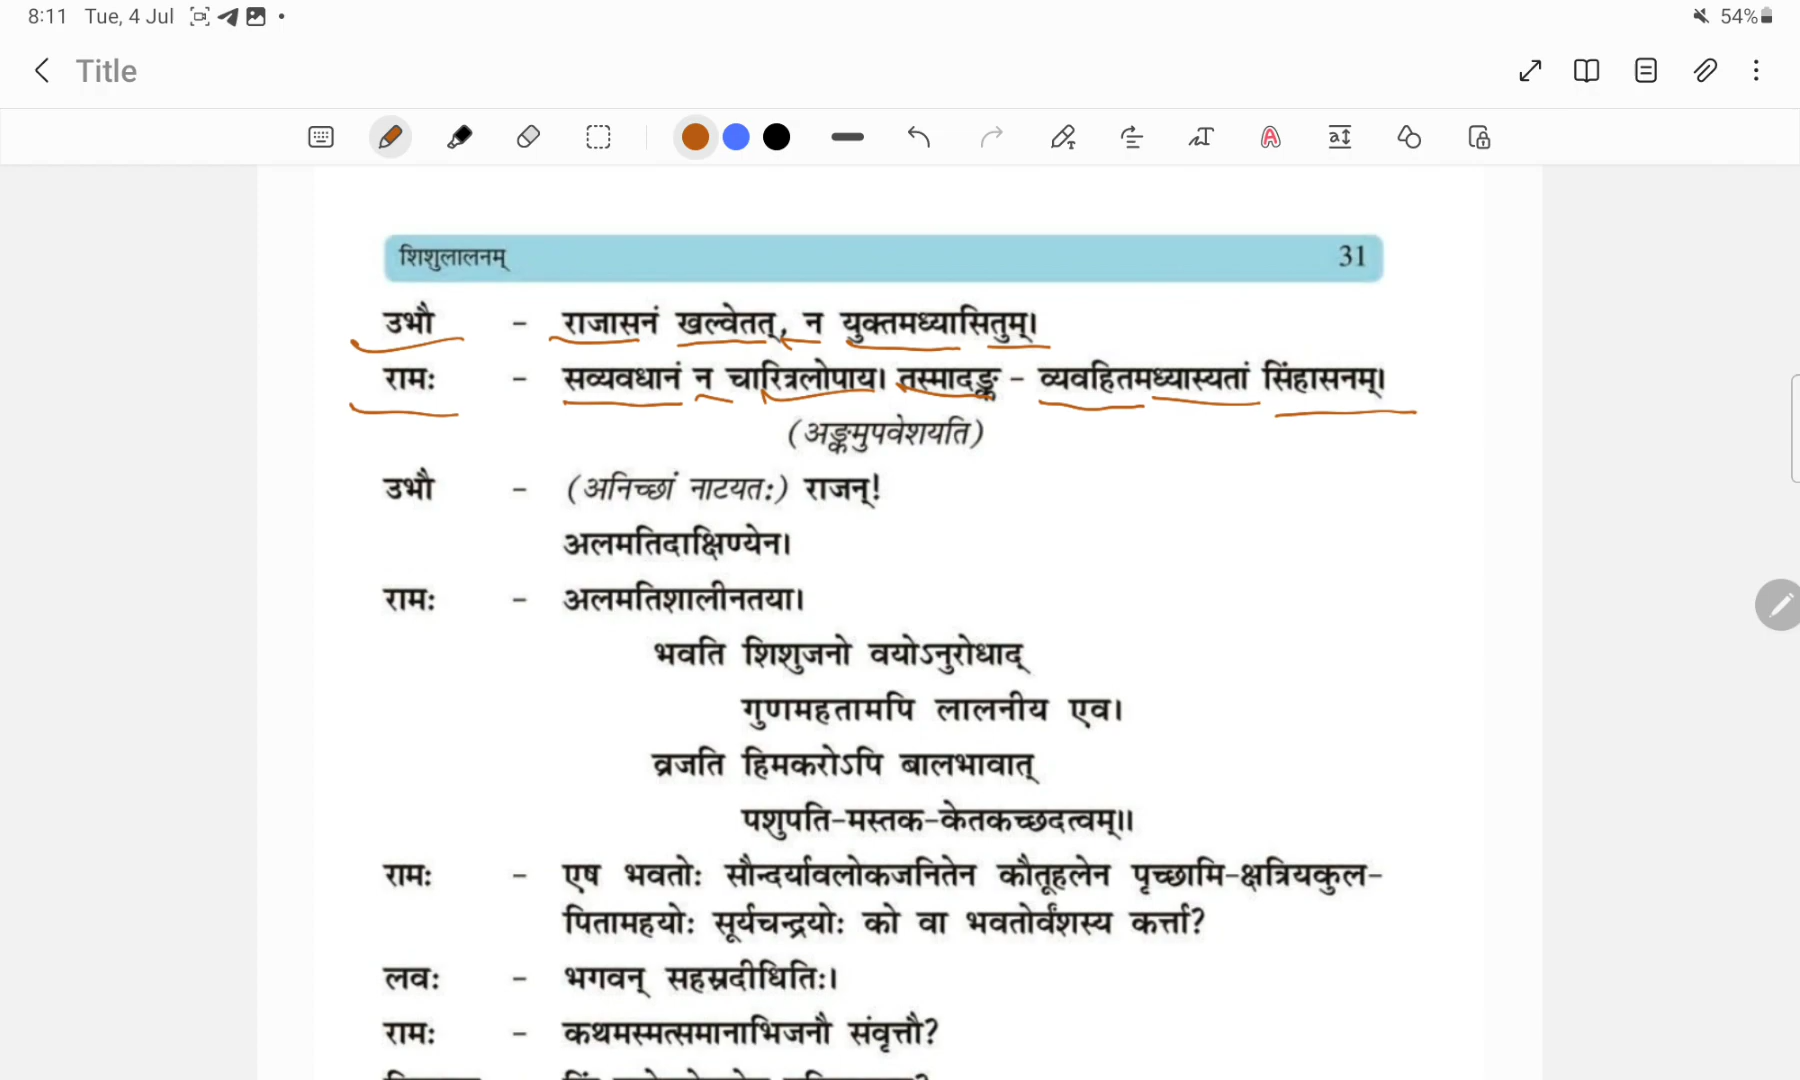 8:11 Tue, 4 Jul 54%
Title
शिशुलालनम् 31
उभौ - राजासनं खल्वेतत्, न युक्तमध्यासितुम्।
रामः - सव्यवधानं न चारित्रलोपाय। तस्मादङ्क - व्यवहितमध्यास्यतां सिंहासनम्।
(अङ्कमुपवेशयति)
उभौ - (अनिच्छां नाटयतः) राजन्!
अलमतिदाक्षिण्येन।
रामः - अलमतिशालीनतया।
भवति शिशुजनो वयोऽनुरोधाद्
गुणमहतामपि लालनीय एव।
व्रजति हिमकरोऽपि बालभावात्
पशुपति-मस्तक-केतकच्छदत्वम्।।
रामः - एष भवतोः सौन्दर्यावलोकजनितेन कौतूहलेन पृच्छामि-क्षत्रियकुल-
पितामहयोः सूर्यचन्द्रयोः को वा भवतोर्वंशस्य कर्त्ता?
लवः - भगवन् सहस्रदीधितिः।
रामः - कथमस्मत्समानाभिजनौ संवृत्तौ?